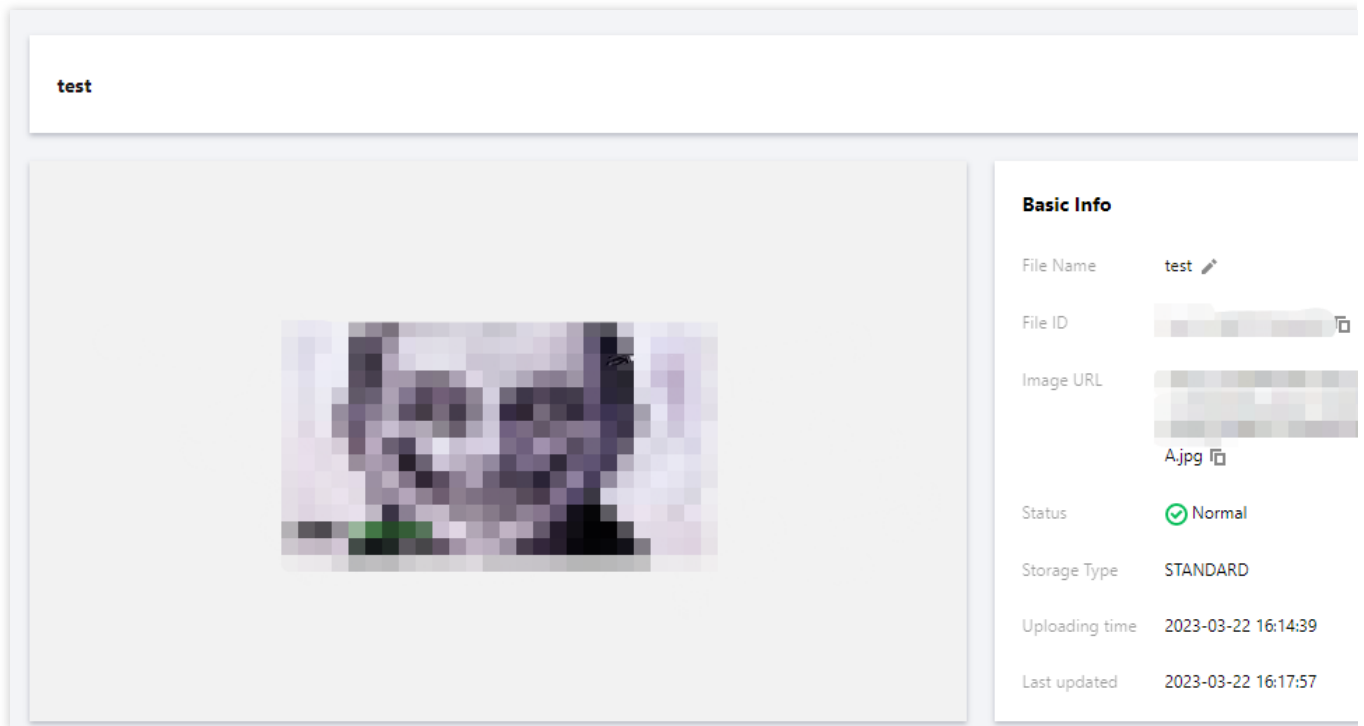 test
Basic Info
File Name test
File ID
Image URL
A.jpg
Status Normal
Storage Type STANDARD
Uploading time 2023-03-22 16:14:39
Last updated 2023-03-22 16:17:57